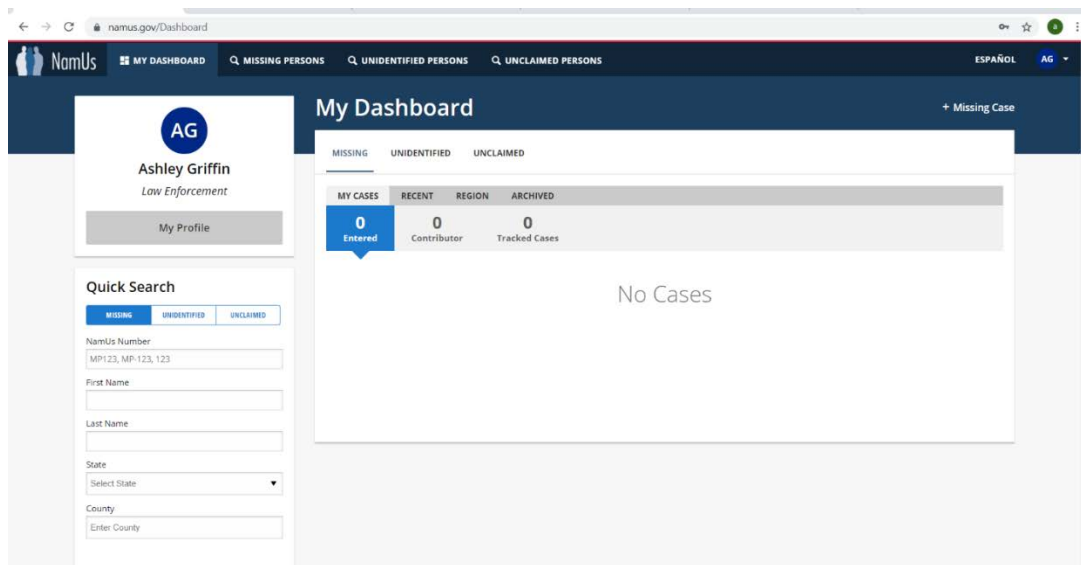 namus.gov/Dashboard
a
NamUs MY DASHBOARD MISSING PERSONS UNIDENTIFIED PERSONS UNCLAIMED PERSONS ESPAÑOL AG
My Dashboard
+ Missing Case
AG
Ashley Griffin
Law Enforcement
My Profile
MISSING UNIDENTIFIED UNCLAIMED
MY CASES RECENT REGION ARCHIVED
0 0 0
Entered Contributor Tracked Cases
No Cases
Quick Search
MISSING UNIDENTIFIED UNCLAIMED
NamUs Number
MP123, MP-123, 123
First Name
Last Name
State
Select State
County
Enter County